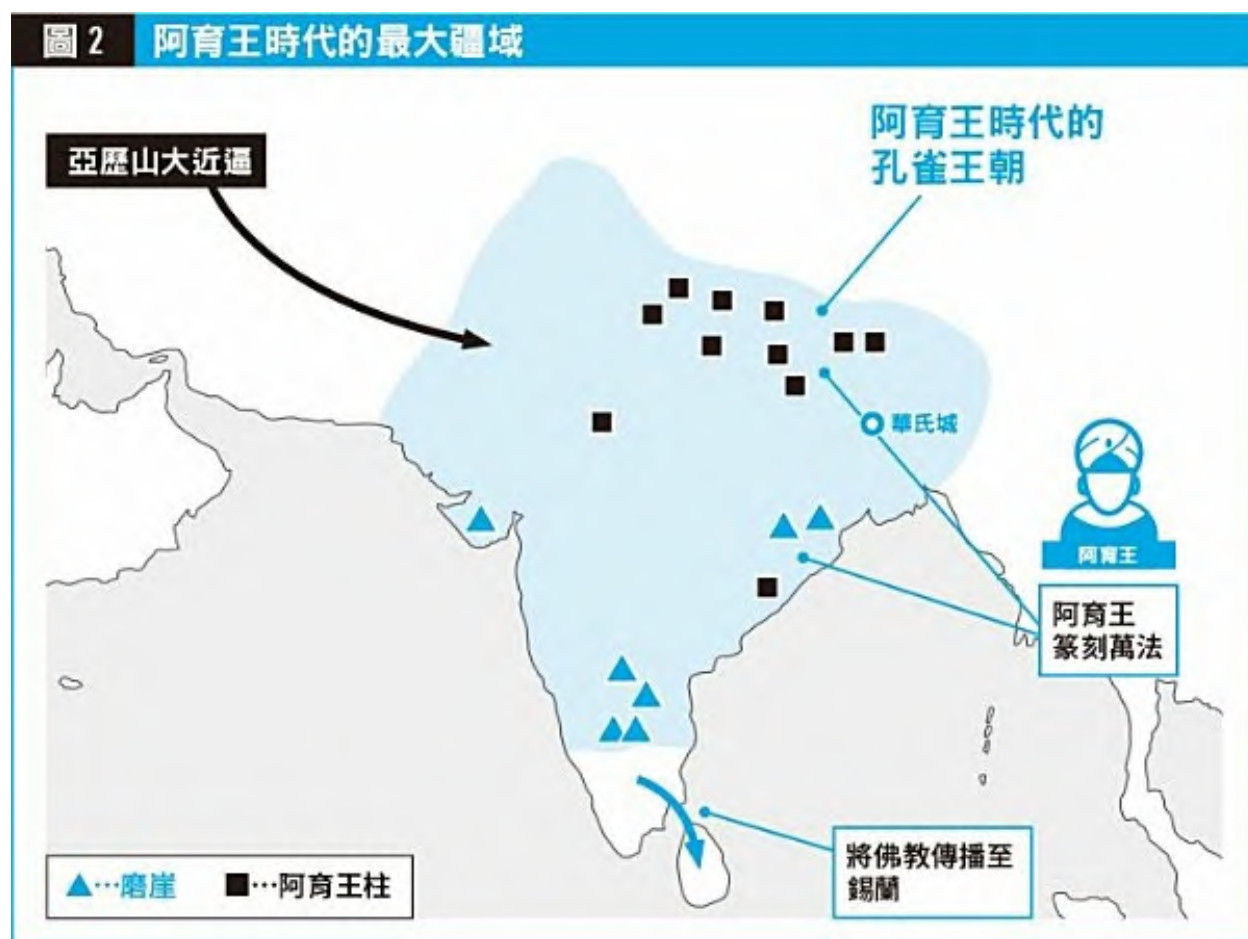 圖2 阿育王時代的最大疆域
亞歷山大近逼
阿育王時代的
孔雀王朝
華氏城
阿育王
阿育王
篆刻萬法
將佛教傳播至
錫蘭
▲…磨崖 ■…阿育王柱